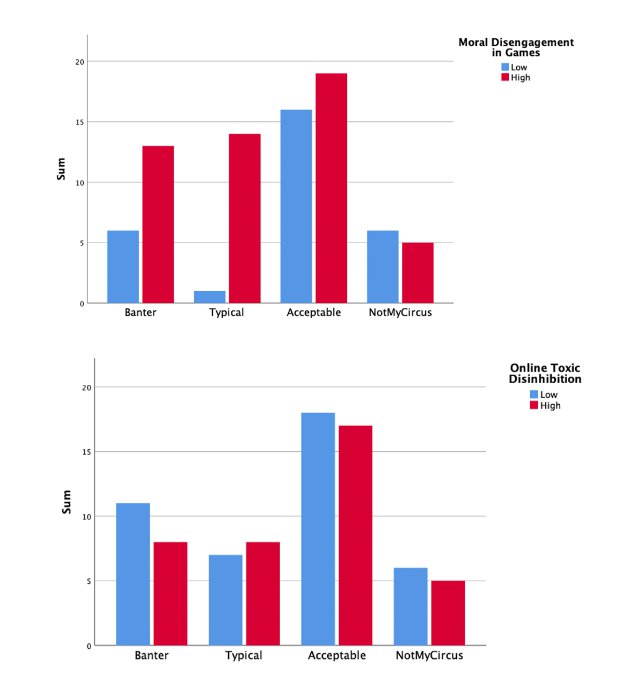 Moral Disengagement
in Games
Low
High
20
15
10
5
0
Sum
Banter Typical Acceptable NotMyCircus
Online Toxic
Disinhibition
Low
High
20
15
10
5
0
Sum
Banter Typical Acceptable NotMyCircus